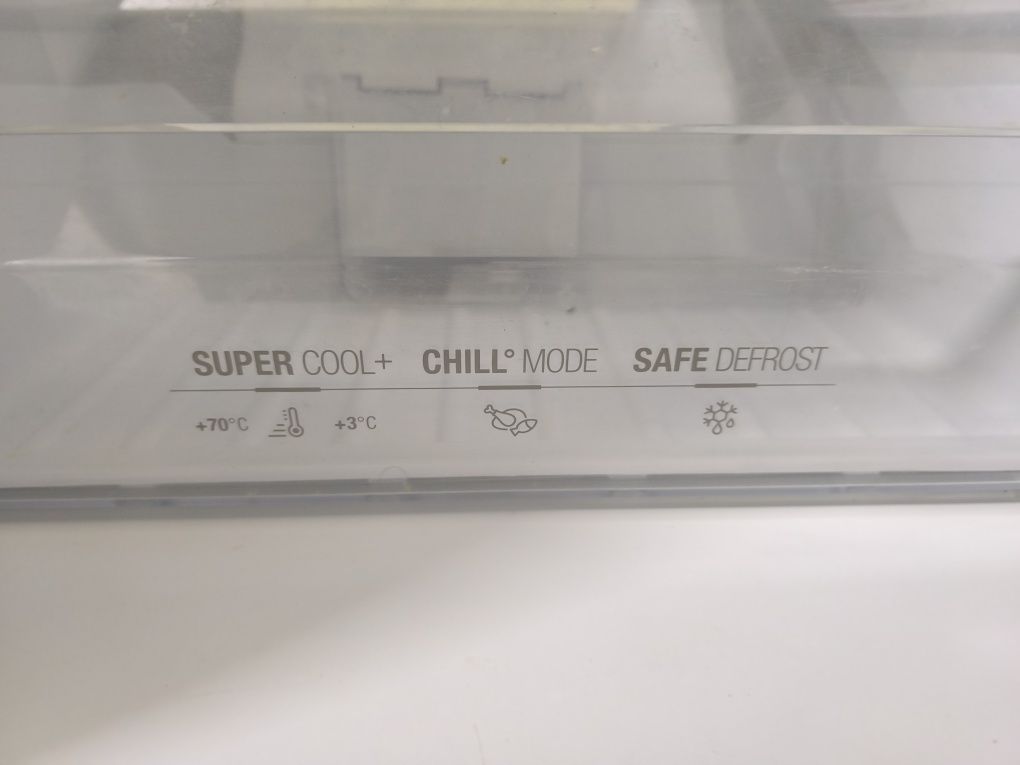 SUPER COOL+ CHILL° MODE SAFE DEFROST
+70°C +3°C